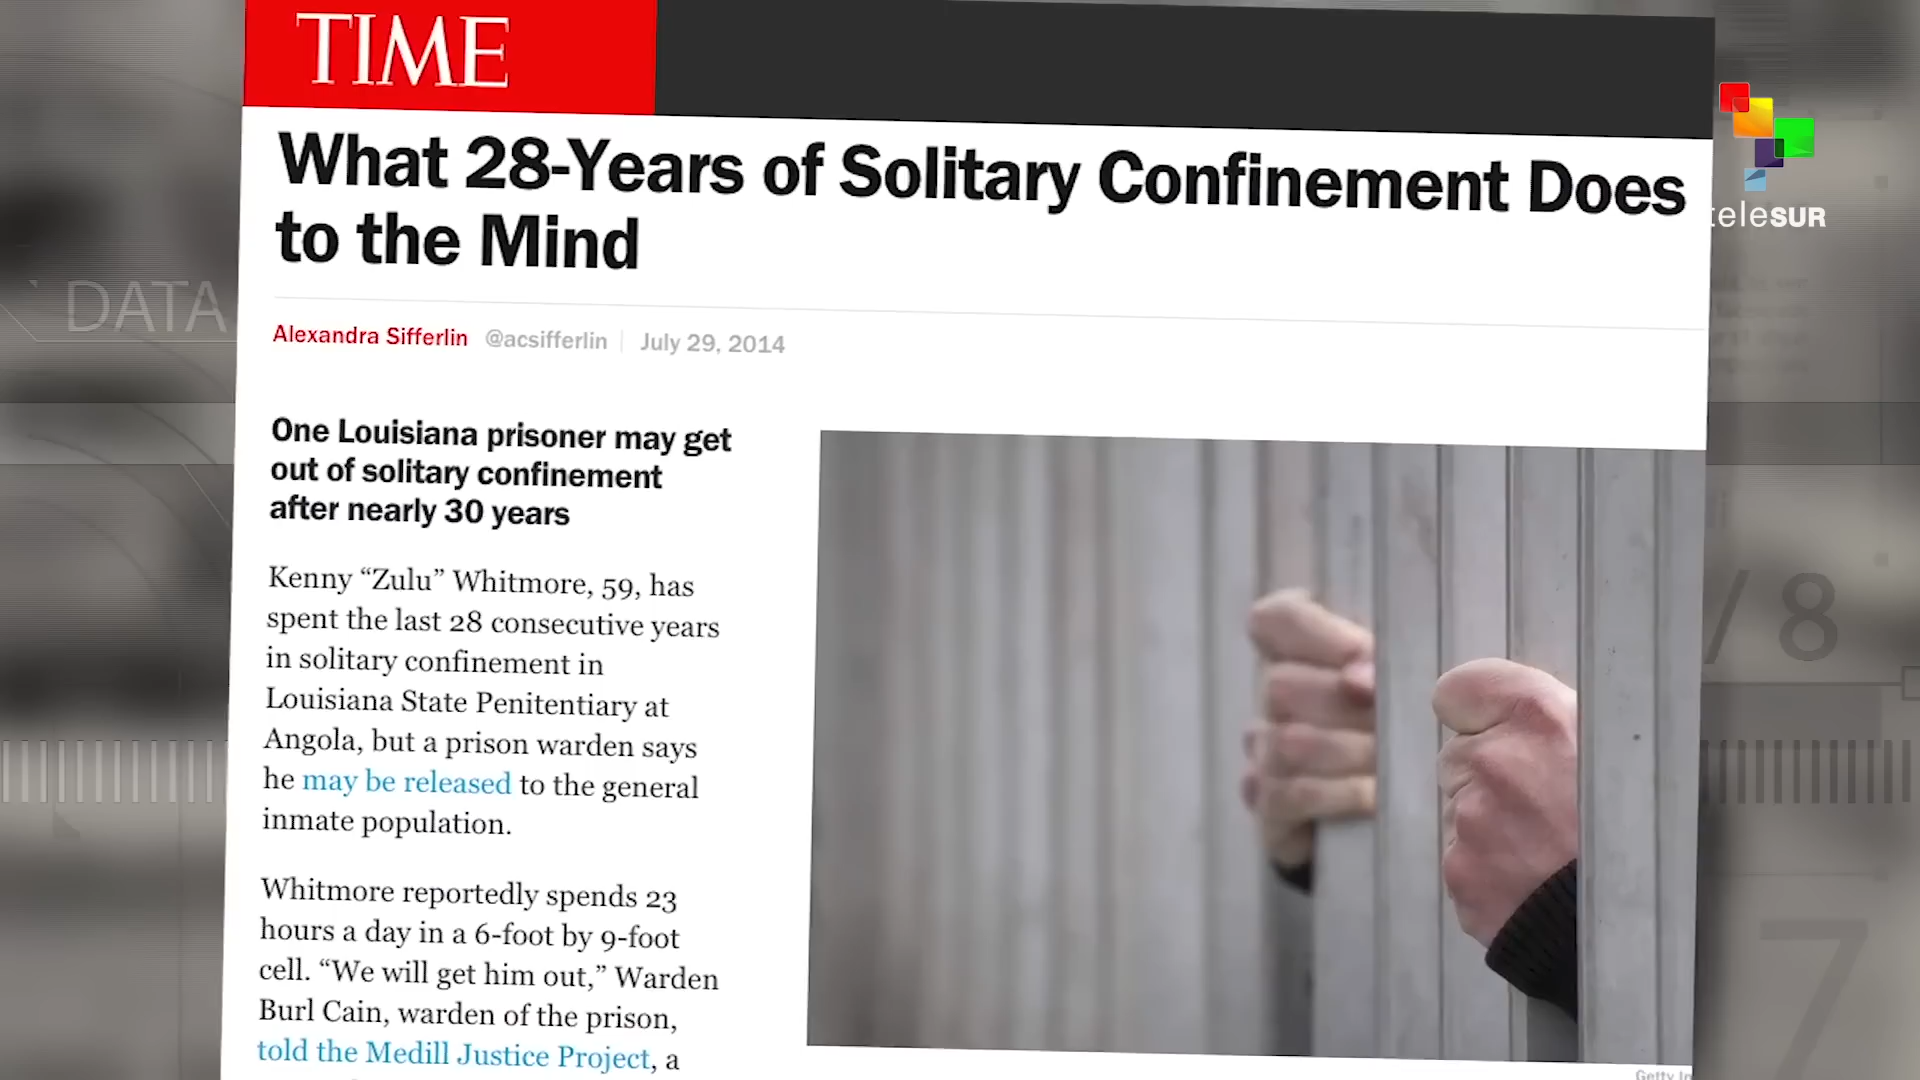 TIME
What 28-Years of Solitary Confinement Does
to the Mind
teleSUR
DATA
Alexandra Sifferlin @acsifferlin July 29, 2014
One Louisiana prisoner may get
out of solitary confinement
after nearly 30 years
Kenny “Zulu” Whitmore, 59, has
spent the last 28 consecutive years
in solitary confinement in
Louisiana State Penitentiary at
Angola, but a prison warden says
he may be released to the general
inmate population.
Whitmore reportedly spends 23
hours a day in a 6-foot by 9-foot
cell. “We will get him out,” Warden
Burl Cain, warden of the prison,
told the Medill Justice Project, a
/ 8
7
Getty